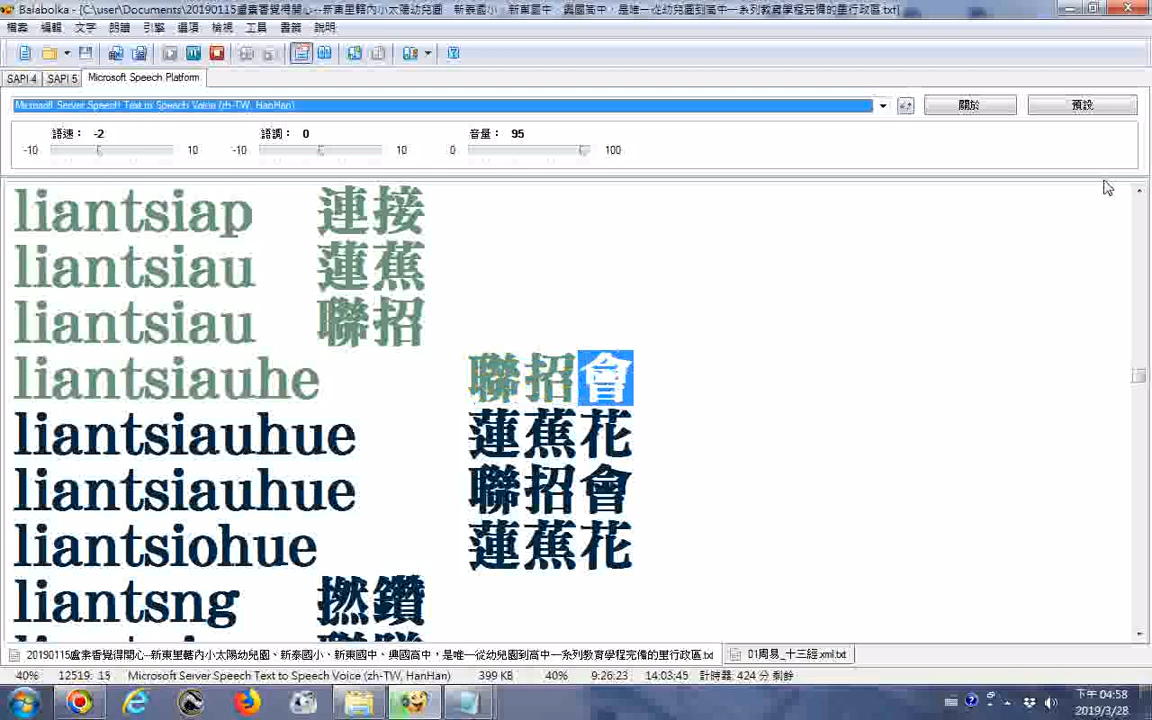 Balabolka - [C:\user\Documents\20190115盧素香覺得開心--新東里轄內小太陽幼兒園、新泰國小、新東國中、興國高中，是唯一從幼兒園到高中一系列教育學程完備的里行政區.txt]
檔案 編輯 文字 朗讀 引擎 選項 檢視 工具 書籤 說明
SAPI 4 SAPI 5 Microsoft Speech Platform
Microsoft Server Speech Text to Speech Voice (zh-TW, HanHan) 關於 預設
語速： -2 語調： 0 音量： 95
-10 10 -10 10 0 100
liantsiap 連接
liantsiau 蓮蕉
liantsiau 聯招
liantsiauhe 聯招會
liantsiauhue 蓮蕉花
liantsiauhue 聯招會
liantsiohue 蓮蕉花
liantsng 撚鑽
20190115盧素香覺得開心--新東里轄內小太陽幼兒園、新泰國小、新東國中、興國高中，是唯一從幼兒園到高中一系列教育學程完備的里行政區.txt 01周易_十三經.xml.txt
40% 12519: 15 Microsoft Server Speech Text to Speech Voice (zh-TW, HanHan) 399 KB 40% 9:26:23 14:03:45 計時器: 424 分 剩餘
下午 04:58
2019/3/28